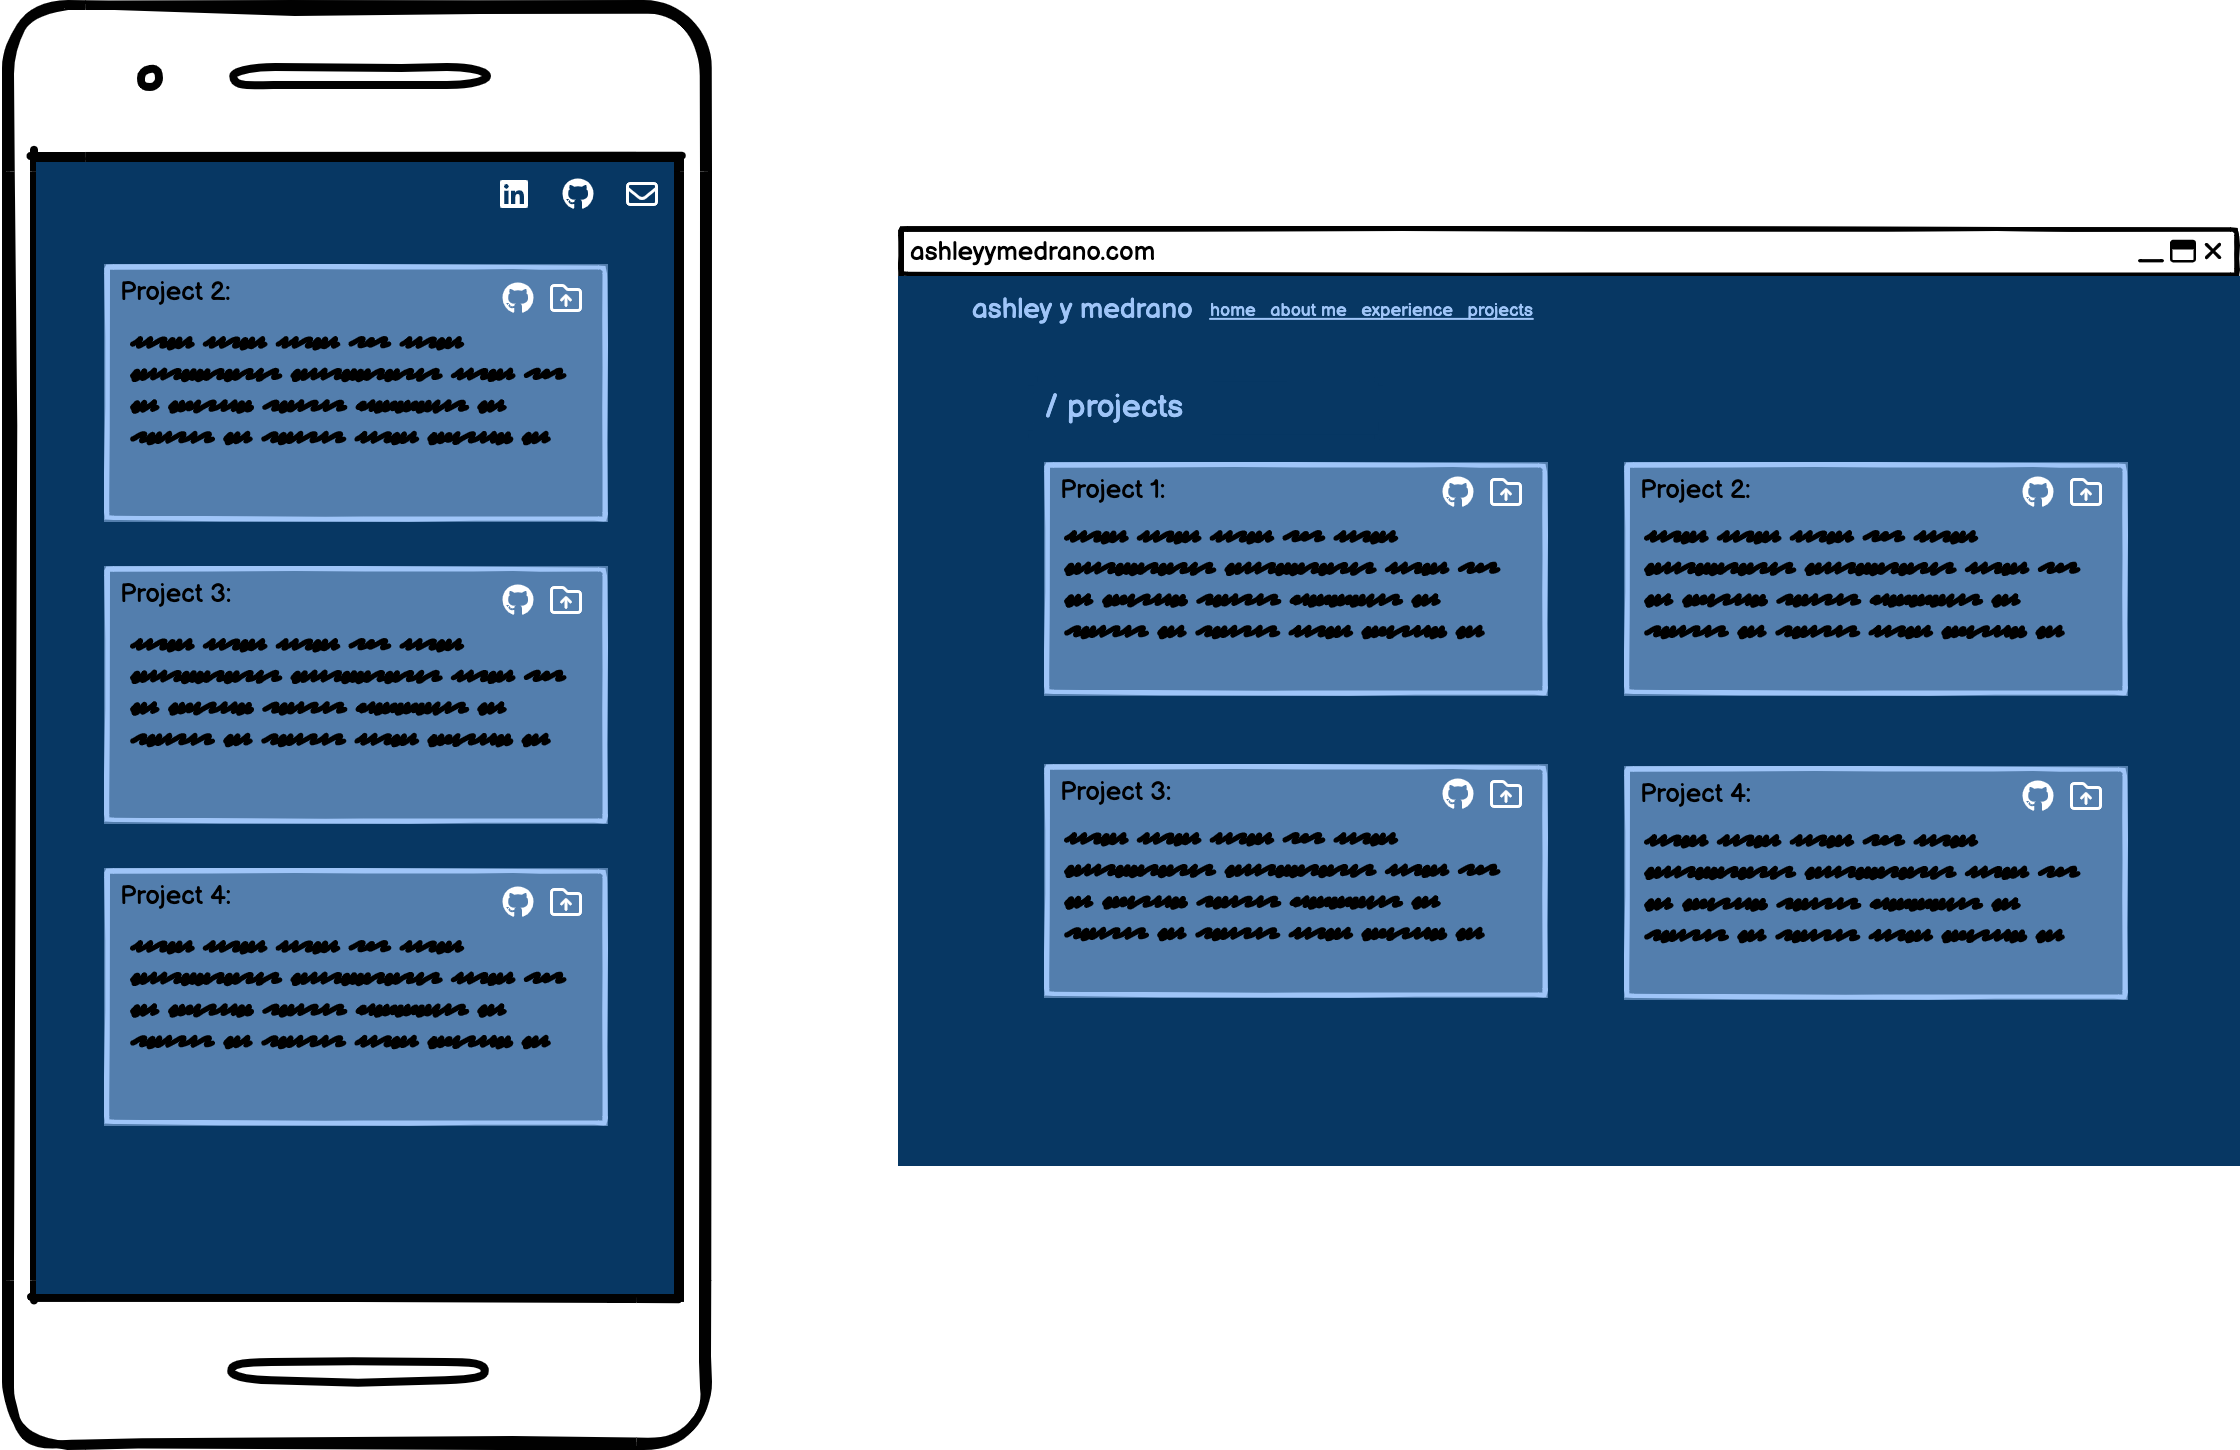 in
Project 2:
Project 3:
Project 4:
ashleyymedrano.com
ashley y medrano home about me experience projects
/ projects
Project 1:
Project 2:
Project 3:
Project 4: